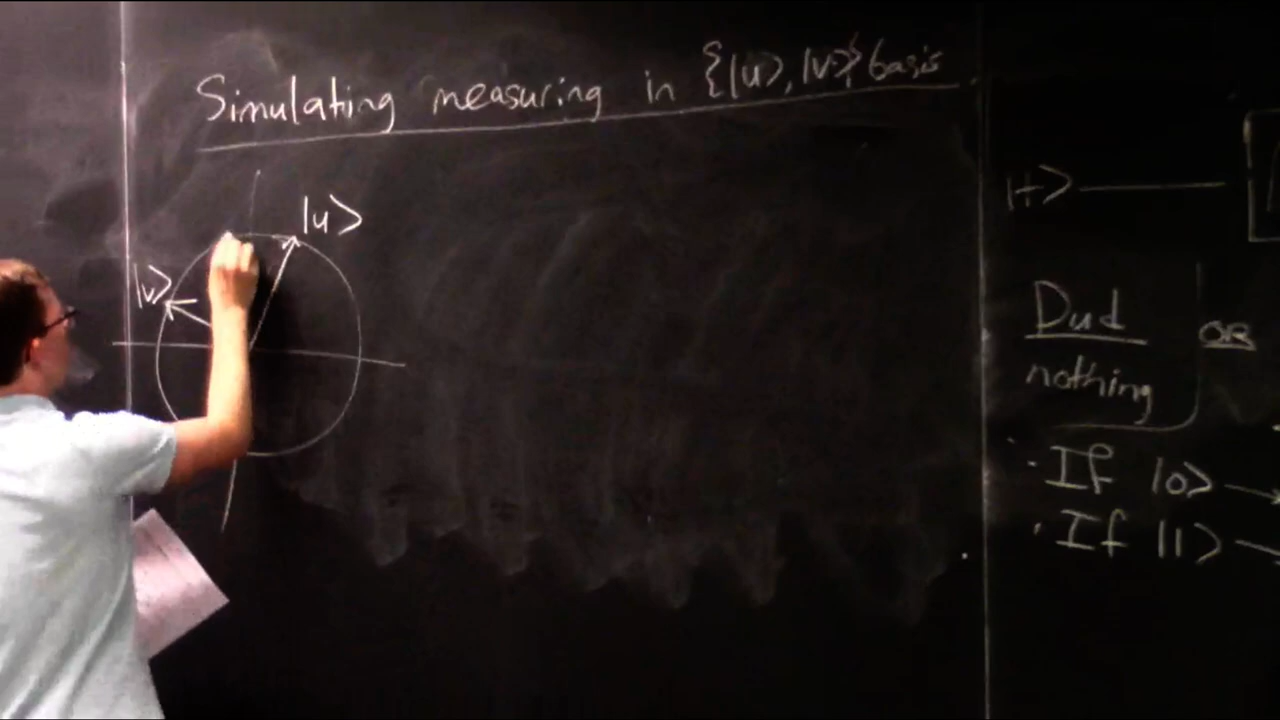 Simulating measuring in {|u⟩, |v⟩} basis
|u⟩
|v⟩
|+⟩
Dud
OR
nothing
· If |0⟩ →
· If |1⟩ →